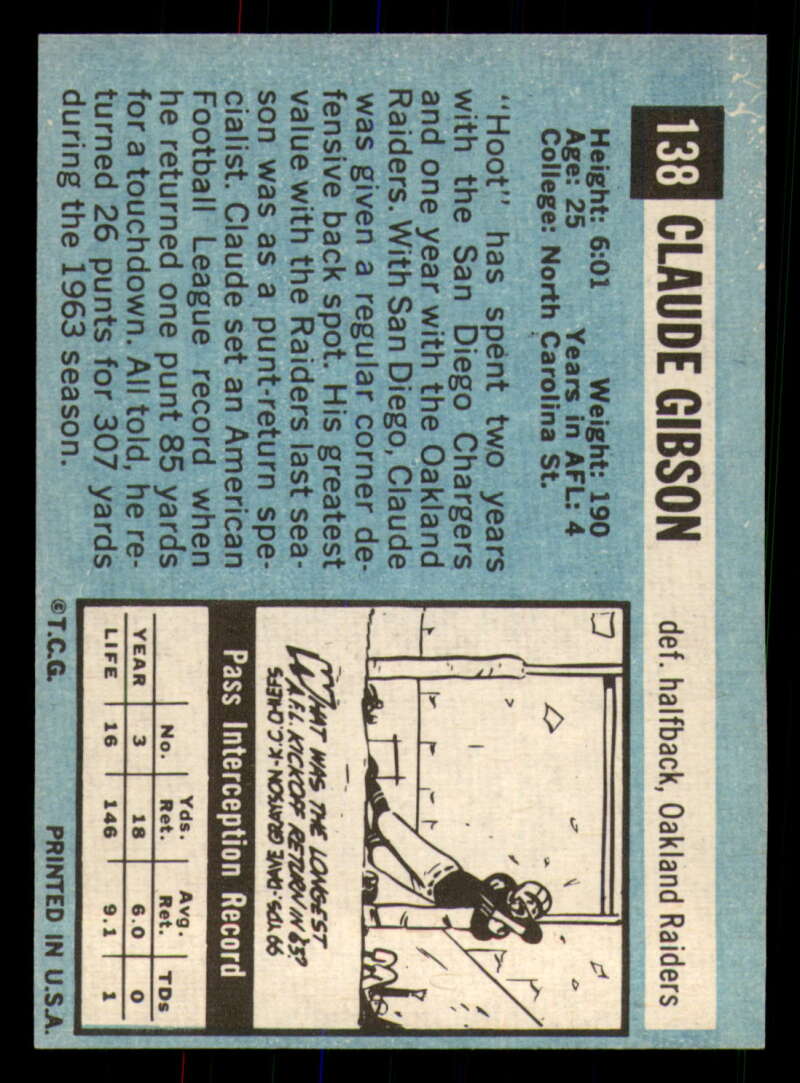 138 CLAUDE GIBSON def. halfback, Oakland Raiders
Height: 6:01 Weight: 190
Age: 25 Years in AFL: 4
College: North Carolina St.
"Hoot" has spent two years
with the San Diego Chargers
and one year with the Oakland
Raiders. With San Diego, Claude
was given a regular corner de-
fensive back spot. His greatest
value with the Raiders last sea-
son was as a punt-return spe-
cialist. Claude set an American
Football League record when
he returned one punt 85 yards
for a touchdown. All told, he re-
turned 26 punts for 307 yards
during the 1963 season.
WHAT WAS THE LONGEST
A.F.L. KICKOFF RETURN IN 63?
99 YDS.-DAVE GRAYSON-K.C. CHIEFS
Pass Interception Record
No. Yds. Ret. Avg. Ret. TDs
YEAR 3 18 6.0 0
LIFE 16 146 9.1 1
©T.C.G. PRINTED IN U.S.A.